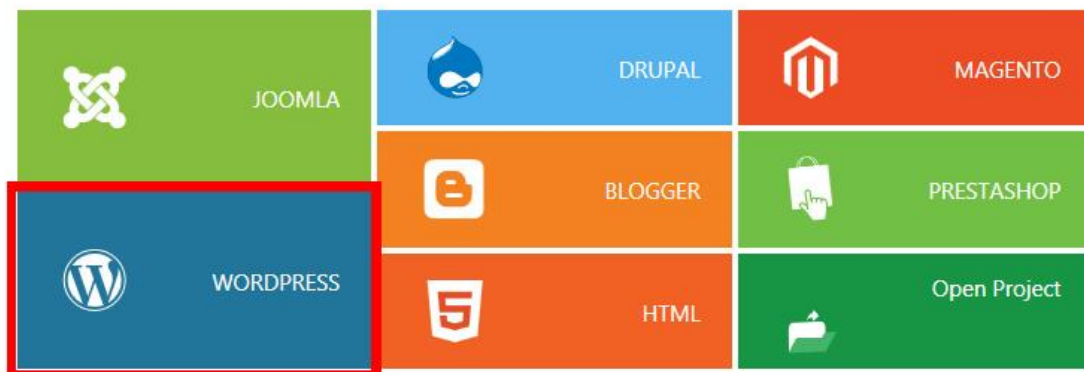 JOOMLA
WORDPRESS
DRUPAL
BLOGGER
HTML
MAGENTO
PRESTASHOP
Open Project